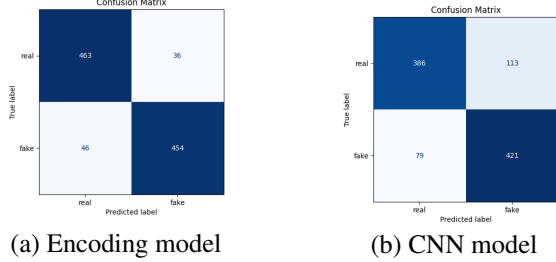 Confusion Matrix
real
463
36
True label
fake
46
454
real
fake
Predicted label
(a) Encoding model
Confusion Matrix
real
386
113
True label
fake
79
421
real
fake
Predicted label
(b) CNN model